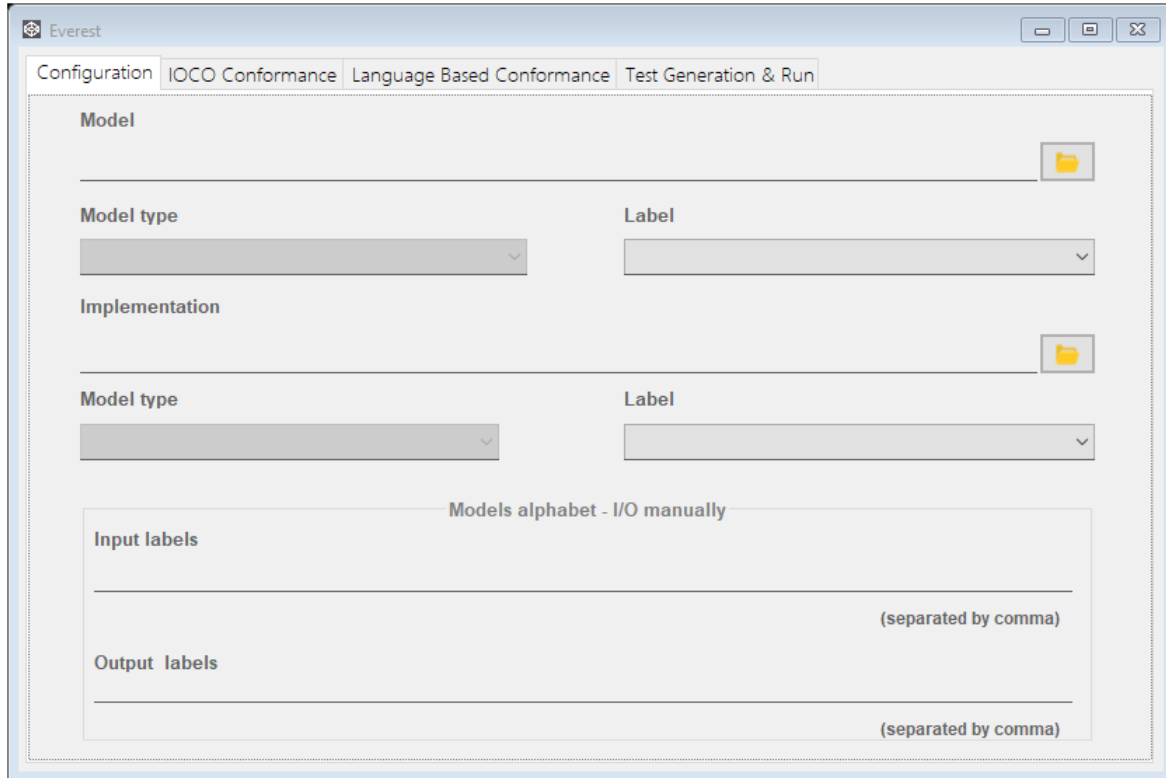 Everest
Configuration IOCO Conformance Language Based Conformance Test Generation & Run
Model
Model type Label
Implementation
Model type Label
Models alphabet - I/O manually
Input labels
(separated by comma)
Output labels
(separated by comma)